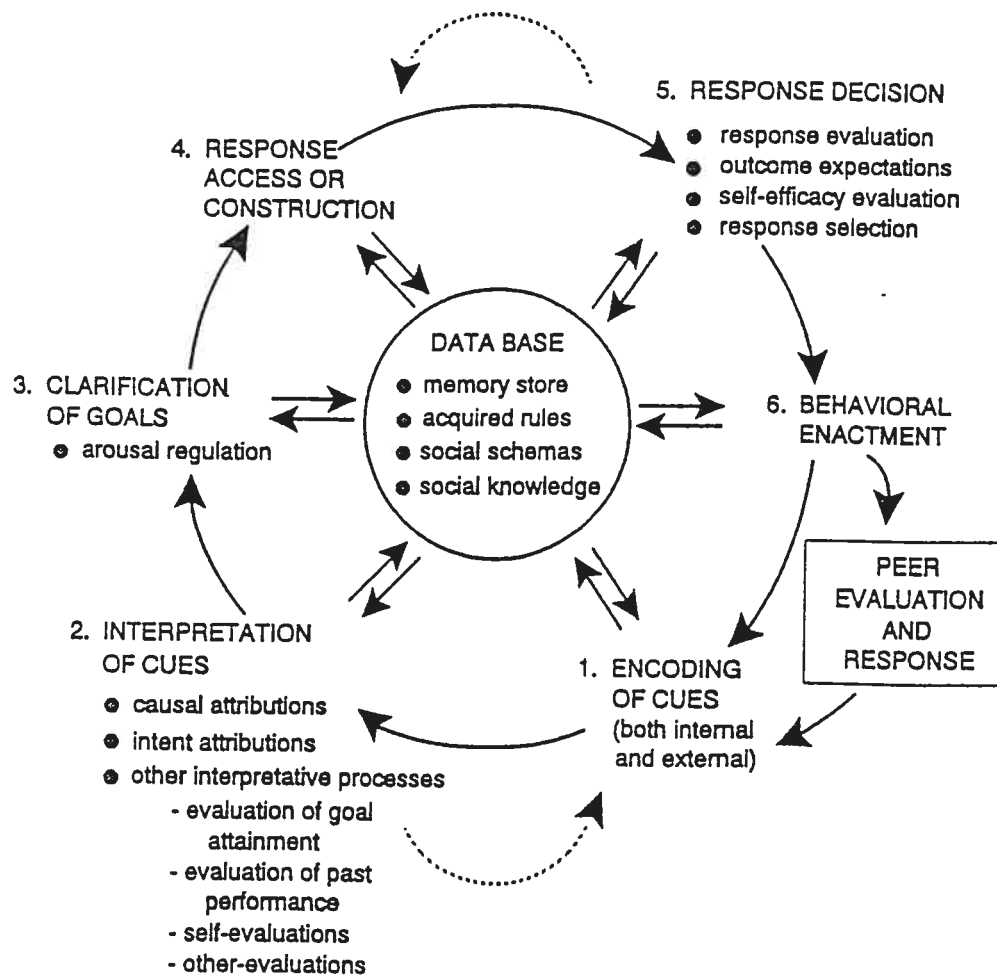 5. RESPONSE DECISION
● response evaluation
● outcome expectations
● self-efficacy evaluation
● response selection
4. RESPONSE
ACCESS OR
CONSTRUCTION
DATA BASE
● memory store
● acquired rules
● social schemas
● social knowledge
3. CLARIFICATION
OF GOALS
● arousal regulation
6. BEHAVIORAL
ENACTMENT
PEER
EVALUATION
AND
RESPONSE
2. INTERPRETATION
OF CUES
● causal attributions
● intent attributions
● other interpretative processes
- evaluation of goal
attainment
- evaluation of past
performance
- self-evaluations
- other-evaluations
1. ENCODING
OF CUES
(both internal
and external)